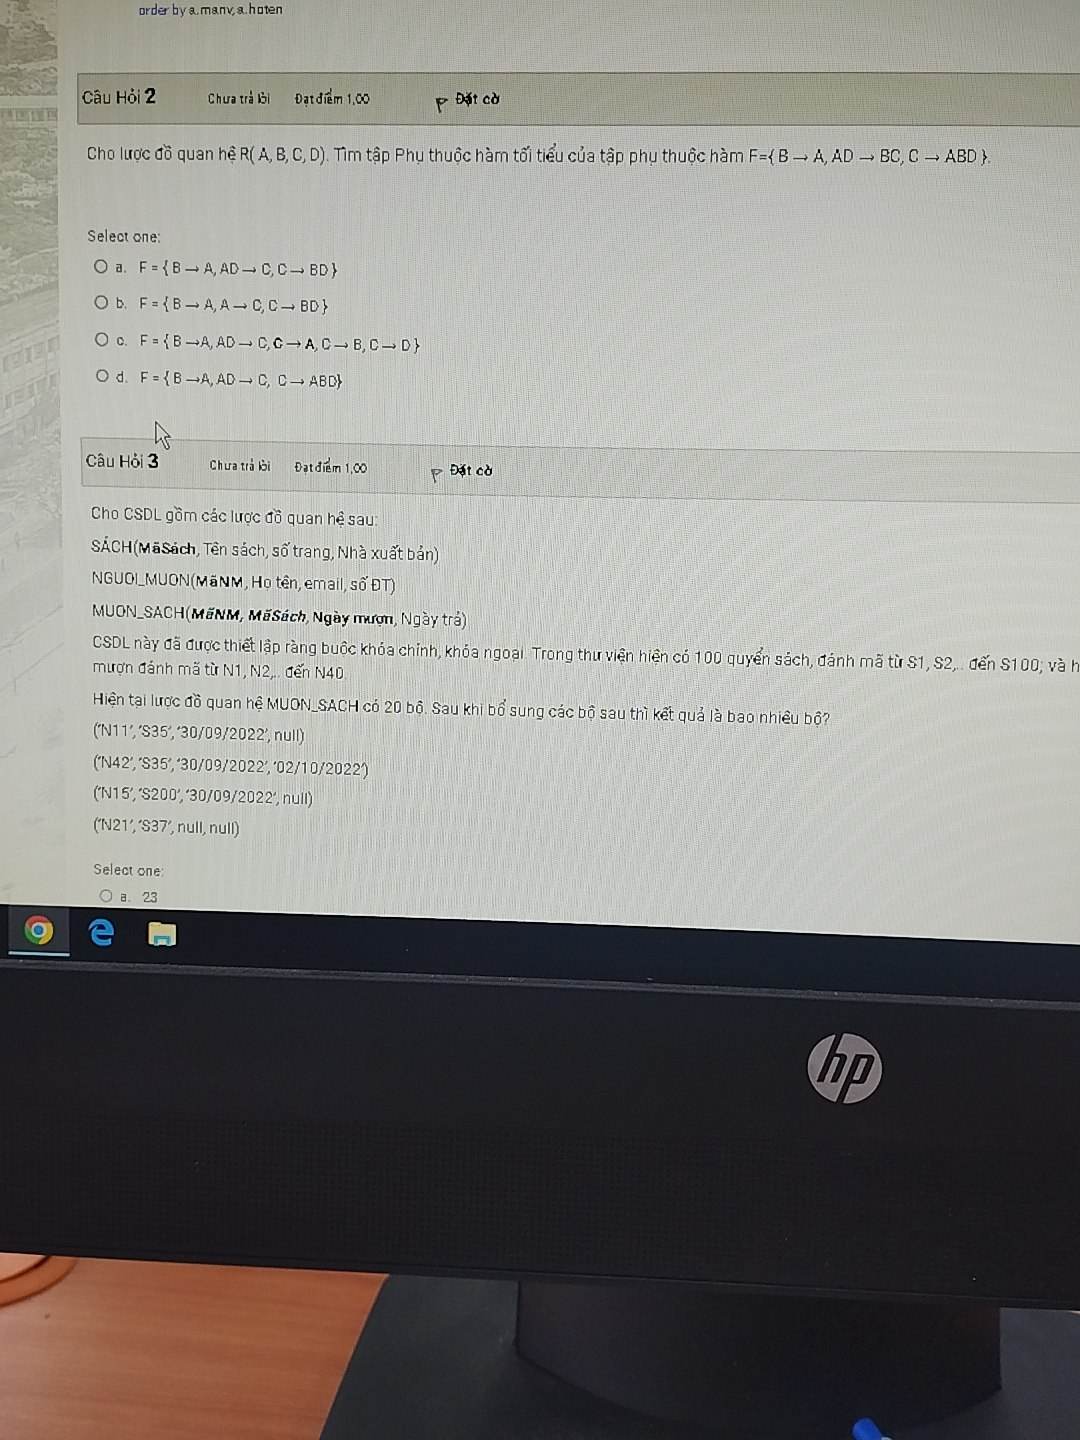 order by a.manv, a.hoten
Câu Hỏi 2 Chưa trả lời Đạt điểm 1,00 Đặt cờ
Cho lược đồ quan hệ R( A, B, C, D). Tìm tập Phụ thuộc hàm tối tiểu của tập phụ thuộc hàm F={ B → A, AD → BC, C → ABD }.
Select one:
a. F = { B → A, AD → C, C → BD }
b. F = { B → A, A → C, C → BD }
c. F = { B →A, AD → C, C → A, C → B, C → D }
d. F = { B →A, AD → C, C → ABD}
Câu Hỏi 3 Chưa trả lời Đạt điểm 1,00 Đặt cờ
Cho CSDL gồm các lược đồ quan hệ sau:
SÁCH(MãSách, Tên sách, số trang, Nhà xuất bản)
NGUOI_MUON(MãNM, Họ tên, email, số ĐT)
MUON_SACH(MãNM, MãSách, Ngày mượn, Ngày trả)
CSDL này đã được thiết lập ràng buộc khóa chính, khóa ngoại. Trong thư viện hiện có 100 quyển sách, đánh mã từ S1, S2,.. đến S100; và h
mượn đánh mã từ N1, N2,.. đến N40.
Hiện tại lược đồ quan hệ MUON_SACH có 20 bộ. Sau khi bổ sung các bộ sau thì kết quả là bao nhiêu bộ?
(‘N11’, ‘S35’, ‘30/09/2022’, null)
(‘N42’, ‘S35’, ‘30/09/2022’, ‘02/10/2022’)
(‘N15’, ‘S200’, ‘30/09/2022’, null)
(‘N21’, ‘S37’, null, null)
Select one:
a. 23
hp